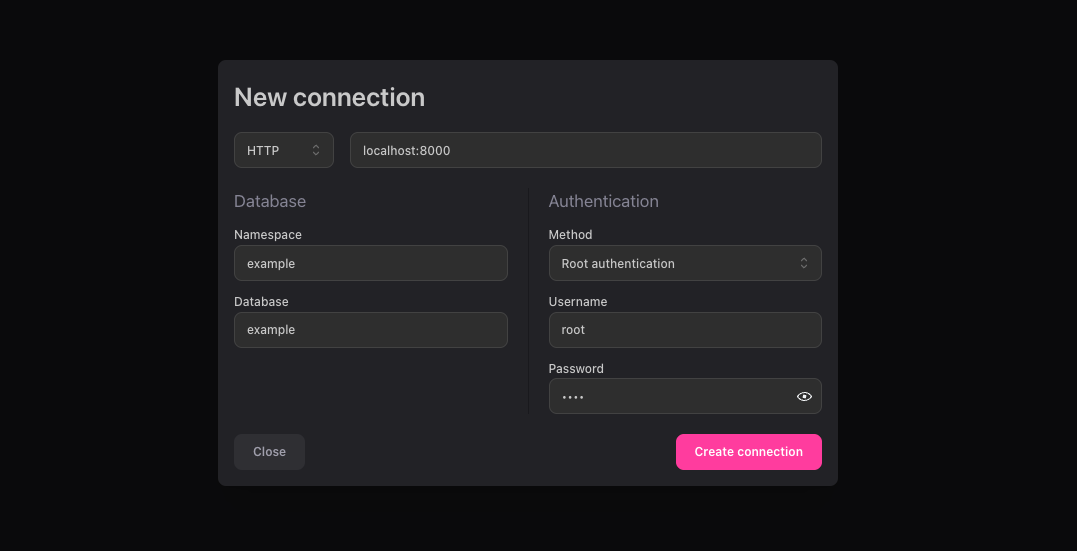 New connection
HTTP
localhost:8000
Database
Authentication
Namespace
example
Method
Root authentication
Database
example
Username
root
Password
••••
Close
Create connection